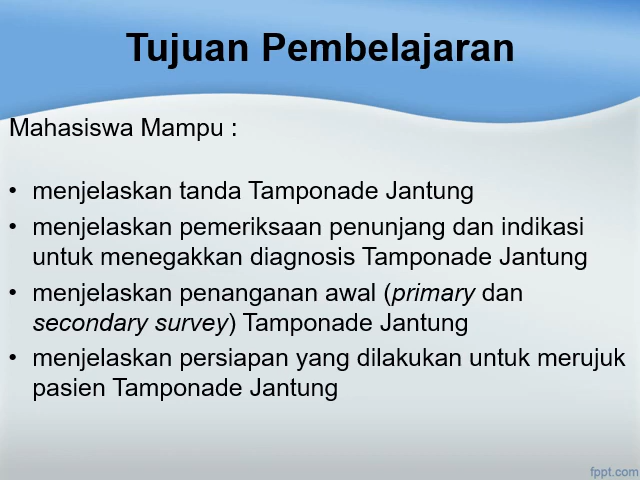 Tujuan Pembelajaran
Mahasiswa Mampu :
• menjelaskan tanda Tamponade Jantung
• menjelaskan pemeriksaan penunjang dan indikasi
untuk menegakkan diagnosis Tamponade Jantung
• menjelaskan penanganan awal (primary dan
secondary survey) Tamponade Jantung
• menjelaskan persiapan yang dilakukan untuk merujuk
pasien Tamponade Jantung
fppt.com